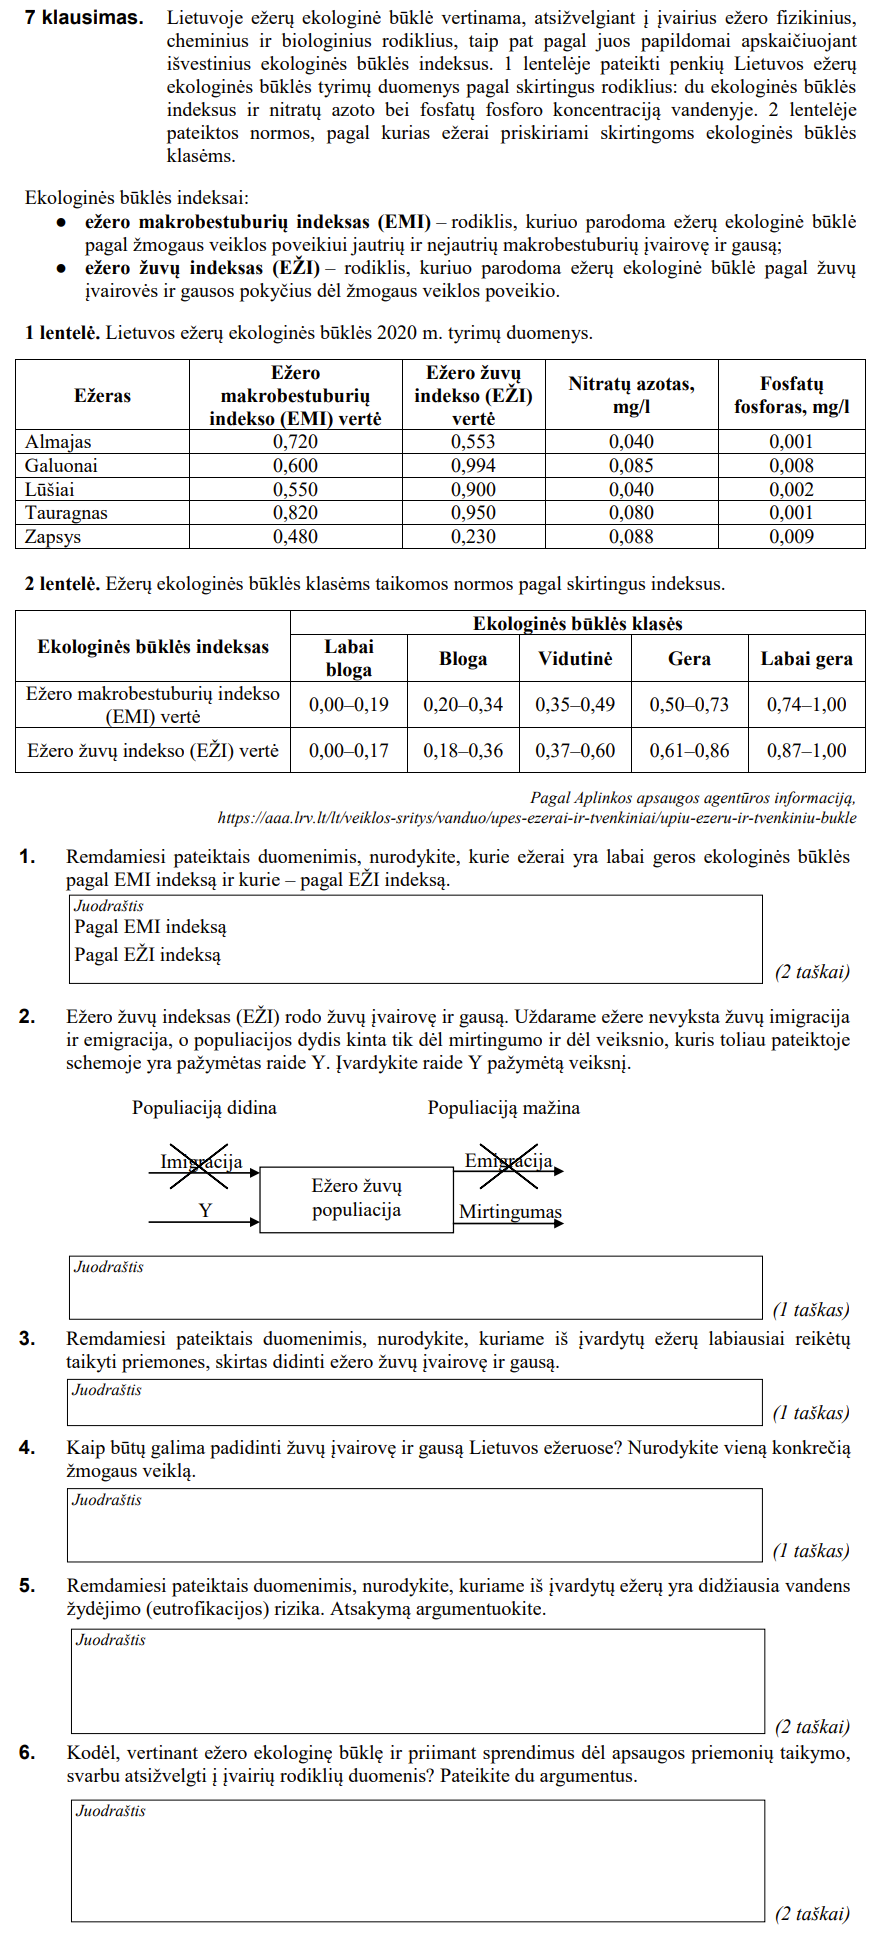 7 klausimas. Lietuvoje ežerų ekologinė būklė vertinama, atsižvelgiant į įvairius ežero fizikinius,
cheminius ir biologinius rodiklius, taip pat pagal juos papildomai apskaičiuojant
išvestinius ekologinės būklės indeksus. 1 lentelėje pateikti penkių Lietuvos ežerų
ekologinės būklės tyrimų duomenys pagal skirtingus rodiklius: du ekologinės būklės
indeksus ir nitratų azoto bei fosfatų fosforo koncentraciją vandenyje. 2 lentelėje
pateiktos normos, pagal kurias ežerai priskiriami skirtingoms ekologinės būklės
klasėms.
Ekologinės būklės indeksai:
● ežero makrobestuburių indeksas (EMI) – rodiklis, kuriuo parodoma ežerų ekologinė būklė
pagal žmogaus veiklos poveikiui jautrių ir nejautrių makrobestuburių įvairovę ir gausą;
● ežero žuvų indeksas (EŽI) – rodiklis, kuriuo parodoma ežerų ekologinė būklė pagal žuvų
įvairovės ir gausos pokyčius dėl žmogaus veiklos poveikio.
1 lentelė. Lietuvos ežerų ekologinės būklės 2020 m. tyrimų duomenys.
Ežeras
Ežero
makrobestuburių
indekso (EMI) vertė
Ežero žuvų
indekso (EŽI)
vertė
Nitratų azotas,
mg/l
Fosfatų
fosforas, mg/l
Almajas 0,720 0,553 0,040 0,001
Galuonai 0,600 0,994 0,085 0,008
Lūšiai 0,550 0,900 0,040 0,002
Tauragnas 0,820 0,950 0,080 0,001
Zapsys 0,480 0,230 0,088 0,009
2 lentelė. Ežerų ekologinės būklės klasėms taikomos normos pagal skirtingus indeksus.
Ekologinės būklės indeksas
Ekologinės būklės klasės
Labai
bloga
Bloga
Vidutinė
Gera
Labai gera
Ežero makrobestuburių indekso
(EMI) vertė
0,00–0,19 0,20–0,34 0,35–0,49 0,50–0,73 0,74–1,00
Ežero žuvų indekso (EŽI) vertė 0,00–0,17 0,18–0,36 0,37–0,60 0,61–0,86 0,87–1,00
Pagal Aplinkos apsaugos agentūros informaciją,
https://aaa.lrv.lt/lt/veiklos-sritys/vanduo/upes-ezerai-ir-tvenkiniai/upiu-ezeru-ir-tvenkiniu-bukle
1. Remdamiesi pateiktais duomenimis, nurodykite, kurie ežerai yra labai geros ekologinės būklės
pagal EMI indeksą ir kurie – pagal EŽI indeksą.
Juodraštis
Pagal EMI indeksą
Pagal EŽI indeksą
(2 taškai)
2. Ežero žuvų indeksas (EŽI) rodo žuvų įvairovę ir gausą. Uždarame ežere nevyksta žuvų imigracija
ir emigracija, o populiacijos dydis kinta tik dėl mirtingumo ir dėl veiksnio, kuris toliau pateiktoje
schemoje yra pažymėtas raide Y. Įvardykite raide Y pažymėtą veiksnį.
Populiaciją didina Populiaciją mažina
Imigracija Emigracija
Ežero žuvų
populiacija
Y Mirtingumas
Juodraštis
(1 taškas)
3. Remdamiesi pateiktais duomenimis, nurodykite, kuriame iš įvardytų ežerų labiausiai reikėtų
taikyti priemones, skirtas didinti ežero žuvų įvairovę ir gausą.
Juodraštis
(1 taškas)
4. Kaip būtų galima padidinti žuvų įvairovę ir gausą Lietuvos ežeruose? Nurodykite vieną konkrečią
žmogaus veiklą.
Juodraštis
(1 taškas)
5. Remdamiesi pateiktais duomenimis, nurodykite, kuriame iš įvardytų ežerų yra didžiausia vandens
žydėjimo (eutrofikacijos) rizika. Atsakymą argumentuokite.
Juodraštis
(2 taškai)
6. Kodėl, vertinant ežero ekologinę būklę ir priimant sprendimus dėl apsaugos priemonių taikymo,
svarbu atsižvelgti į įvairių rodiklių duomenis? Pateikite du argumentus.
Juodraštis
(2 taškai)